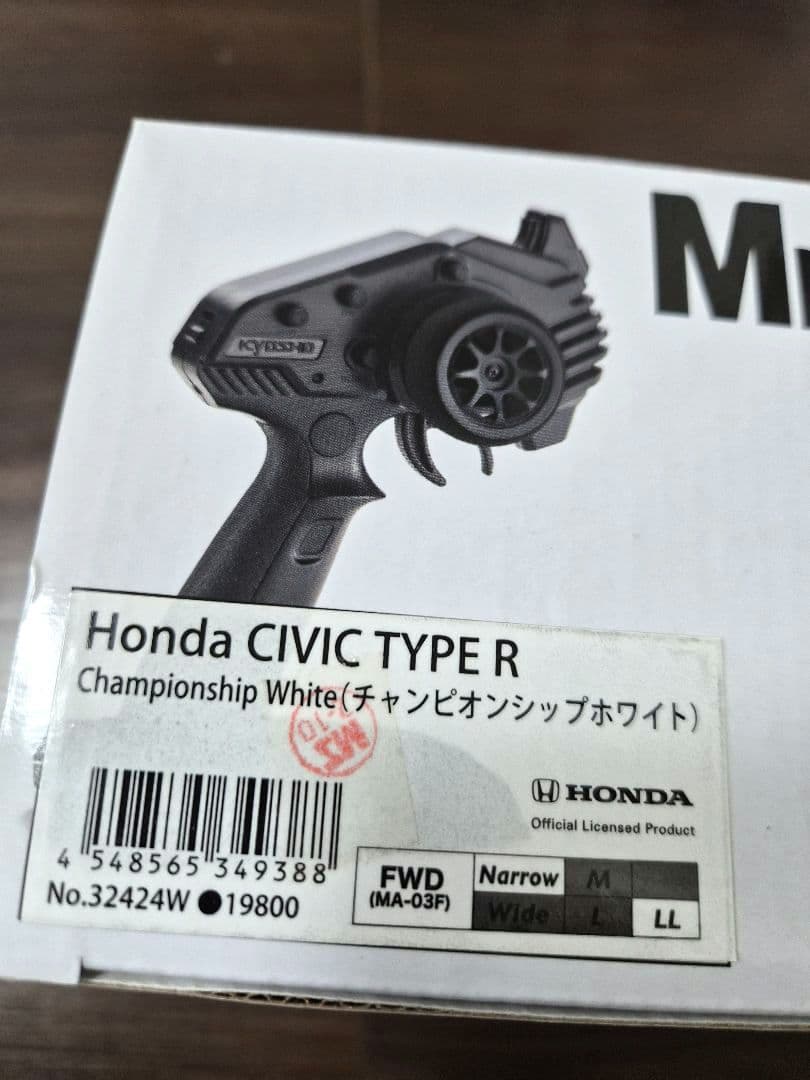 M
KYOSHO
Honda CIVIC TYPE R
Championship White(チャンピオンシップホワイト)
MS
HONDA
Official Licensed Product
4 548565 349388
No.32424W ●19800
FWD
(MA-03F)
Narrow M
Wide L LL